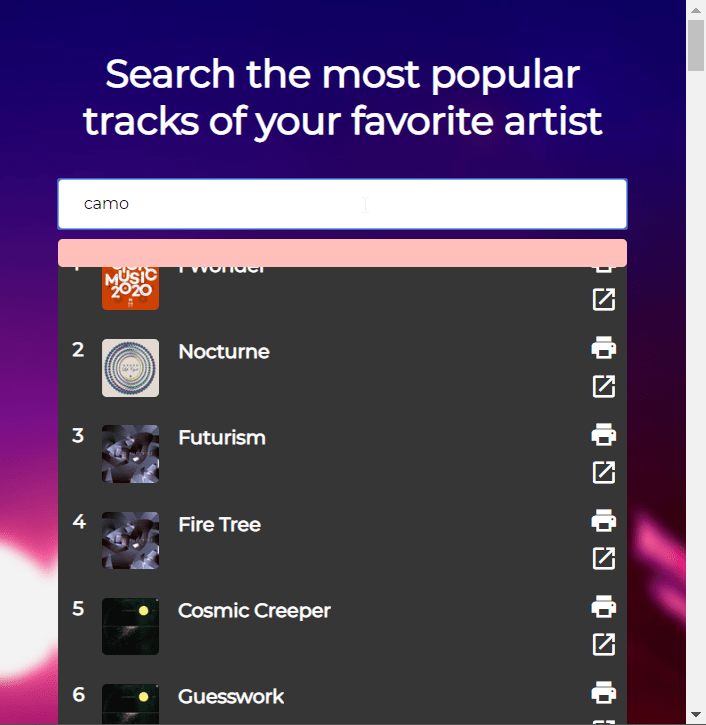 Search the most popular
tracks of your favorite artist
camo
MUSIC
2020
I Wonder
2
Nocturne
3
Futurism
4
Fire Tree
5
Cosmic Creeper
6
Guesswork